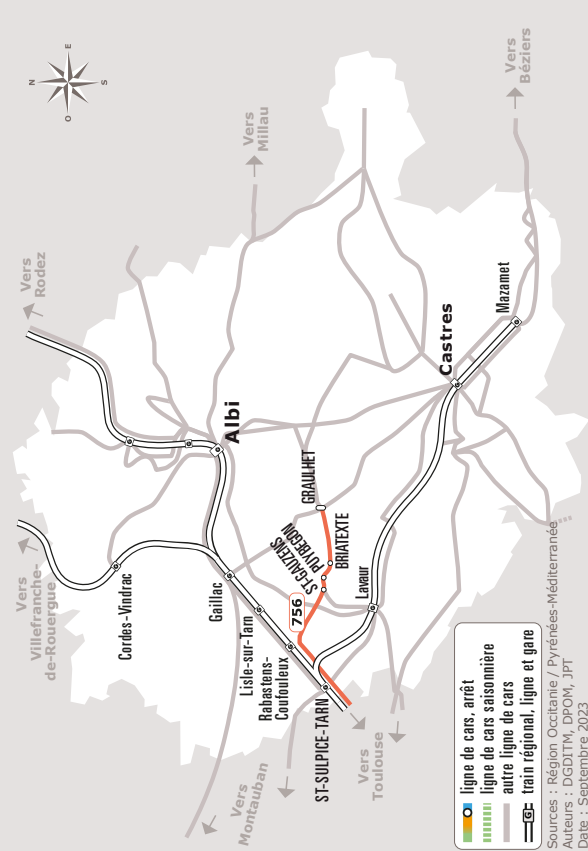 N
E
S
O
Vers
Béziers
Vers
Millau
Vers
Rodez
Mazamet
Castres
Albi
GRAULHET
ST-GAUZENS
PUYBEGON
BRIATEXTE
Vers
Villefranche-
de-Rouergue
Cordes-Vindrac
Gaillac
Lisle-sur-Tarn
Rabastens-
Coufouleux
756
Lavaur
ST-SULPICE-TARN
Vers
Toulouse
Vers
Montauban
ligne de cars, arrêt
ligne de cars saisonnière
autre ligne de cars
G train régional, ligne et gare
Sources : Région Occitanie / Pyrénées-Méditerranée
Auteurs : DGDITM, DPOM, JPT
Date : Septembre 2023